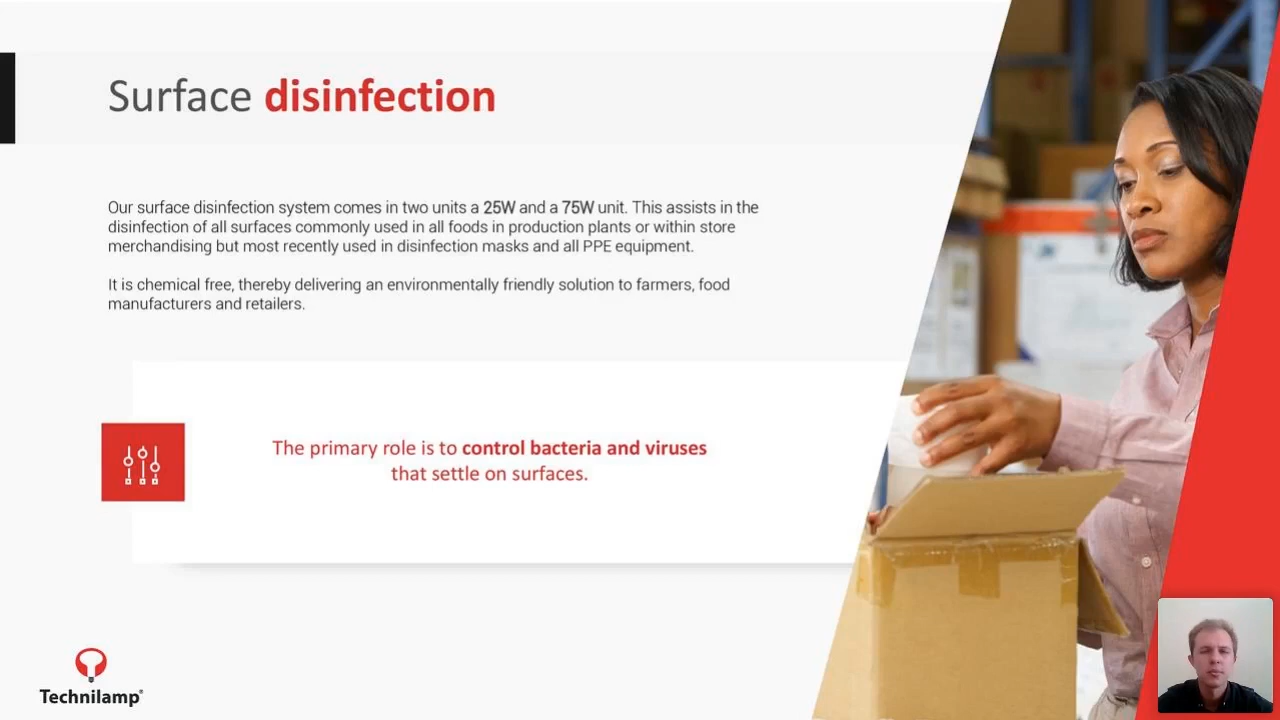 Surface disinfection
Our surface disinfection system comes in two units a 25W and a 75W unit. This assists in the
disinfection of all surfaces commonly used in all foods in production plants or within store
merchandising but most recently used in disinfection masks and all PPE equipment.
It is chemical free, thereby delivering an environmentally friendly solution to farmers, food
manufacturers and retailers.
The primary role is to control bacteria and viruses
that settle on surfaces.
Technilamp®